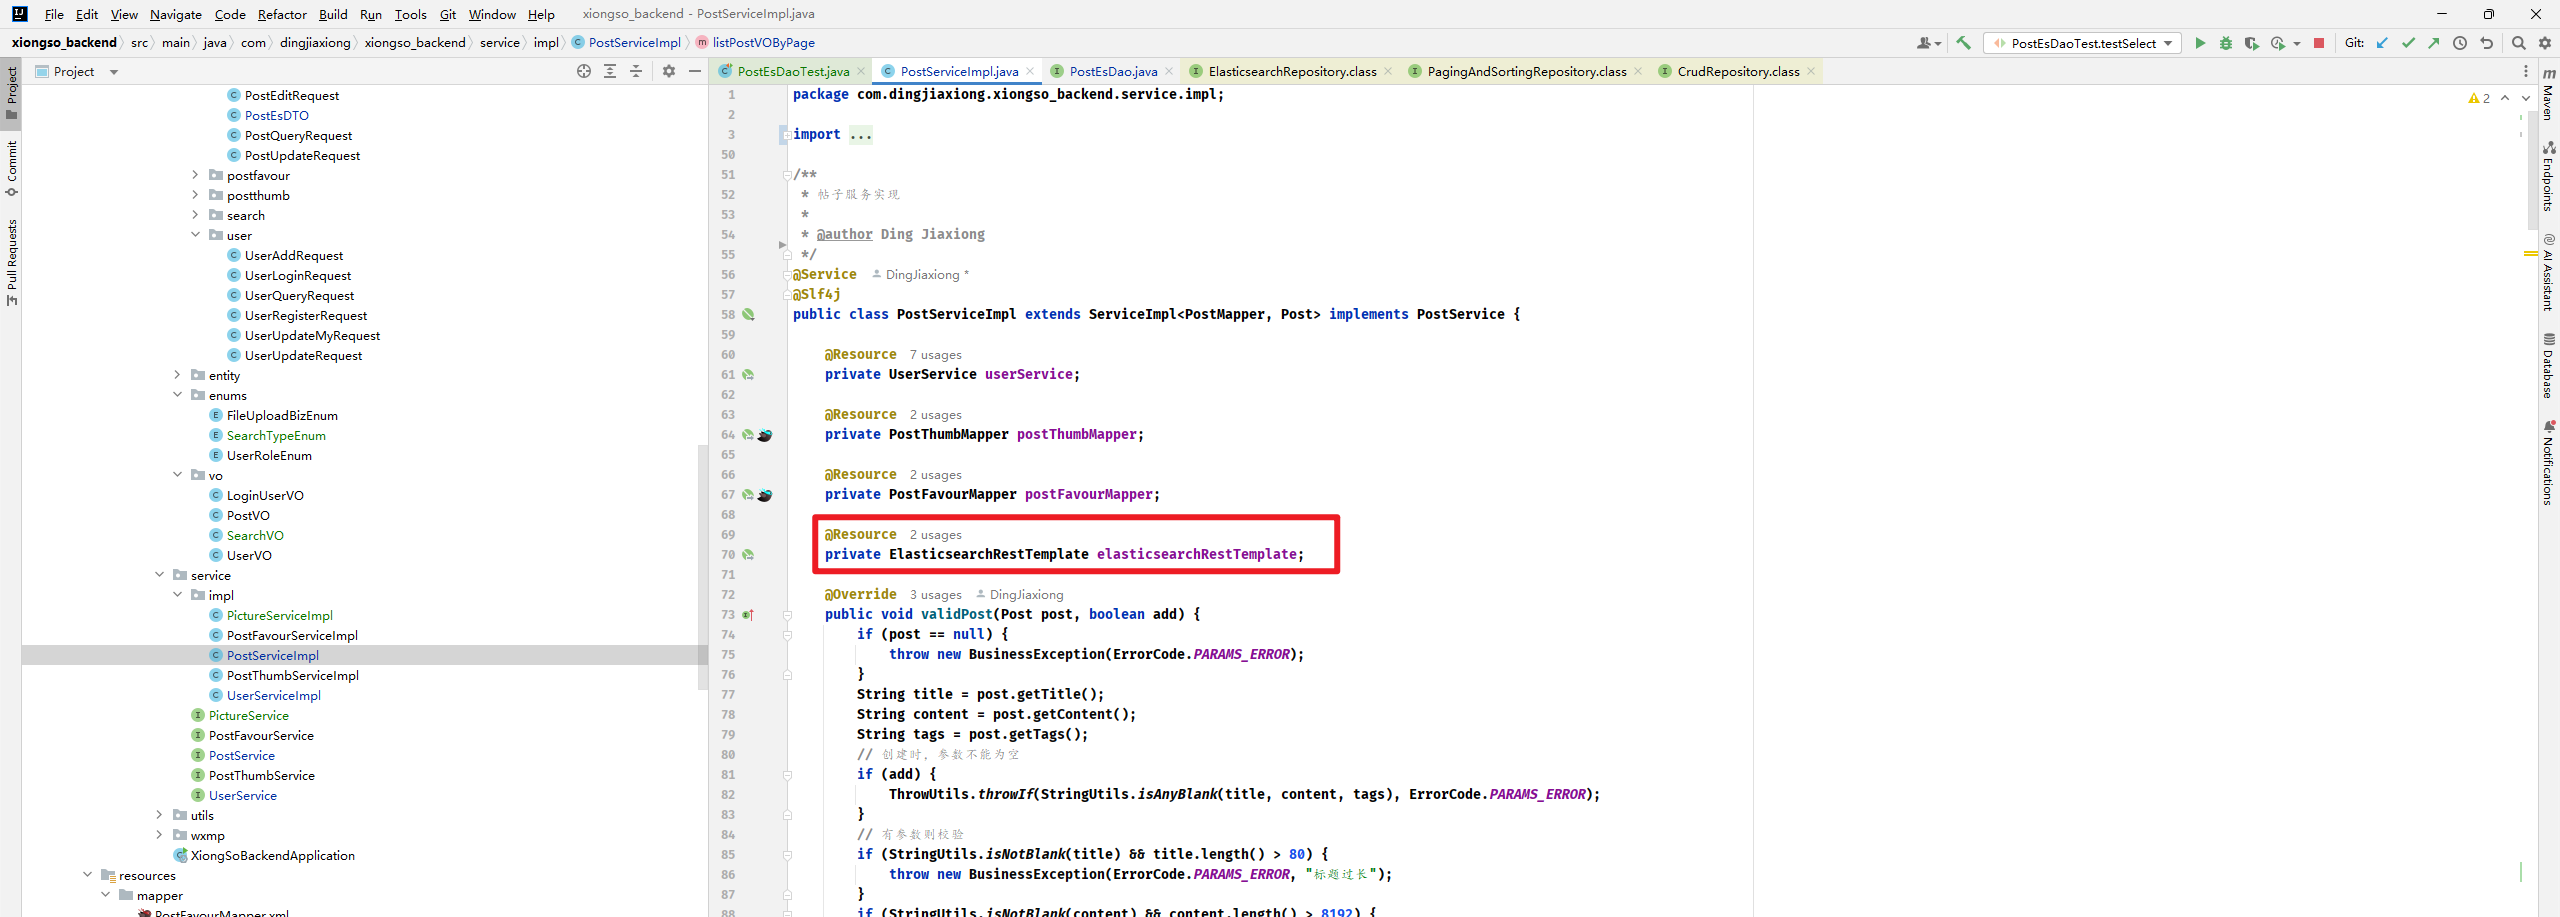 File Edit View Navigate Code Refactor Build Run Tools Git Window Help xiongso_backend - PostServiceImpl.java
xiongso_backend src main java com dingjiaxiong xiongso_backend service impl PostServiceImpl listPostVOByPage
PostEsDaoTest.testSelect Git:
Project
PostEsDaoTest.java PostServiceImpl.java PostEsDao.java ElasticsearchRepository.class PagingAndSortingRepository.class CrudRepository.class
Project
Commit
Pull Requests
PostEditRequest
PostEsDTO
PostQueryRequest
PostUpdateRequest
postfavour
postthumb
search
user
UserAddRequest
UserLoginRequest
UserQueryRequest
UserRegisterRequest
UserUpdateMyRequest
UserUpdateRequest
entity
enums
FileUploadBizEnum
SearchTypeEnum
UserRoleEnum
vo
LoginUserVO
PostVO
SearchVO
UserVO
service
impl
PictureServiceImpl
PostFavourServiceImpl
PostServiceImpl
PostThumbServiceImpl
UserServiceImpl
PictureService
PostFavourService
PostService
PostThumbService
UserService
utils
wxmp
XiongSoBackendApplication
resources
mapper
PostFavourMapper.xml
1 package com.dingjiaxiong.xiongso_backend.service.impl;
2
3 import ...
50
51 /**
52 * 帖子服务实现
53 *
54 * @author Ding Jiaxiong
55 */
56 @Service DingJiaxiong *
57 @Slf4j
58 public class PostServiceImpl extends ServiceImpl<PostMapper, Post> implements PostService {
59
60 @Resource 7 usages
61 private UserService userService;
62
63 @Resource 2 usages
64 private PostThumbMapper postThumbMapper;
65
66 @Resource 2 usages
67 private PostFavourMapper postFavourMapper;
68
69 @Resource 2 usages
70 private ElasticsearchRestTemplate elasticsearchRestTemplate;
71
72 @Override 3 usages DingJiaxiong
73 public void validPost(Post post, boolean add) {
74 if (post == null) {
75 throw new BusinessException(ErrorCode.PARAMS_ERROR);
76 }
77 String title = post.getTitle();
78 String content = post.getContent();
79 String tags = post.getTags();
80 // 创建时，参数不能为空
81 if (add) {
82 ThrowUtils.throwIf(StringUtils.isAnyBlank(title, content, tags), ErrorCode.PARAMS_ERROR);
83 }
84 // 有参数则校验
85 if (StringUtils.isNotBlank(title) && title.length() > 80) {
86 throw new BusinessException(ErrorCode.PARAMS_ERROR, "标题过长");
87 }
88 if (StringUtils.isNotBlank(content) && content.length() > 8192) {
2
Maven
Endpoints
AI Assistant
Database
Notifications